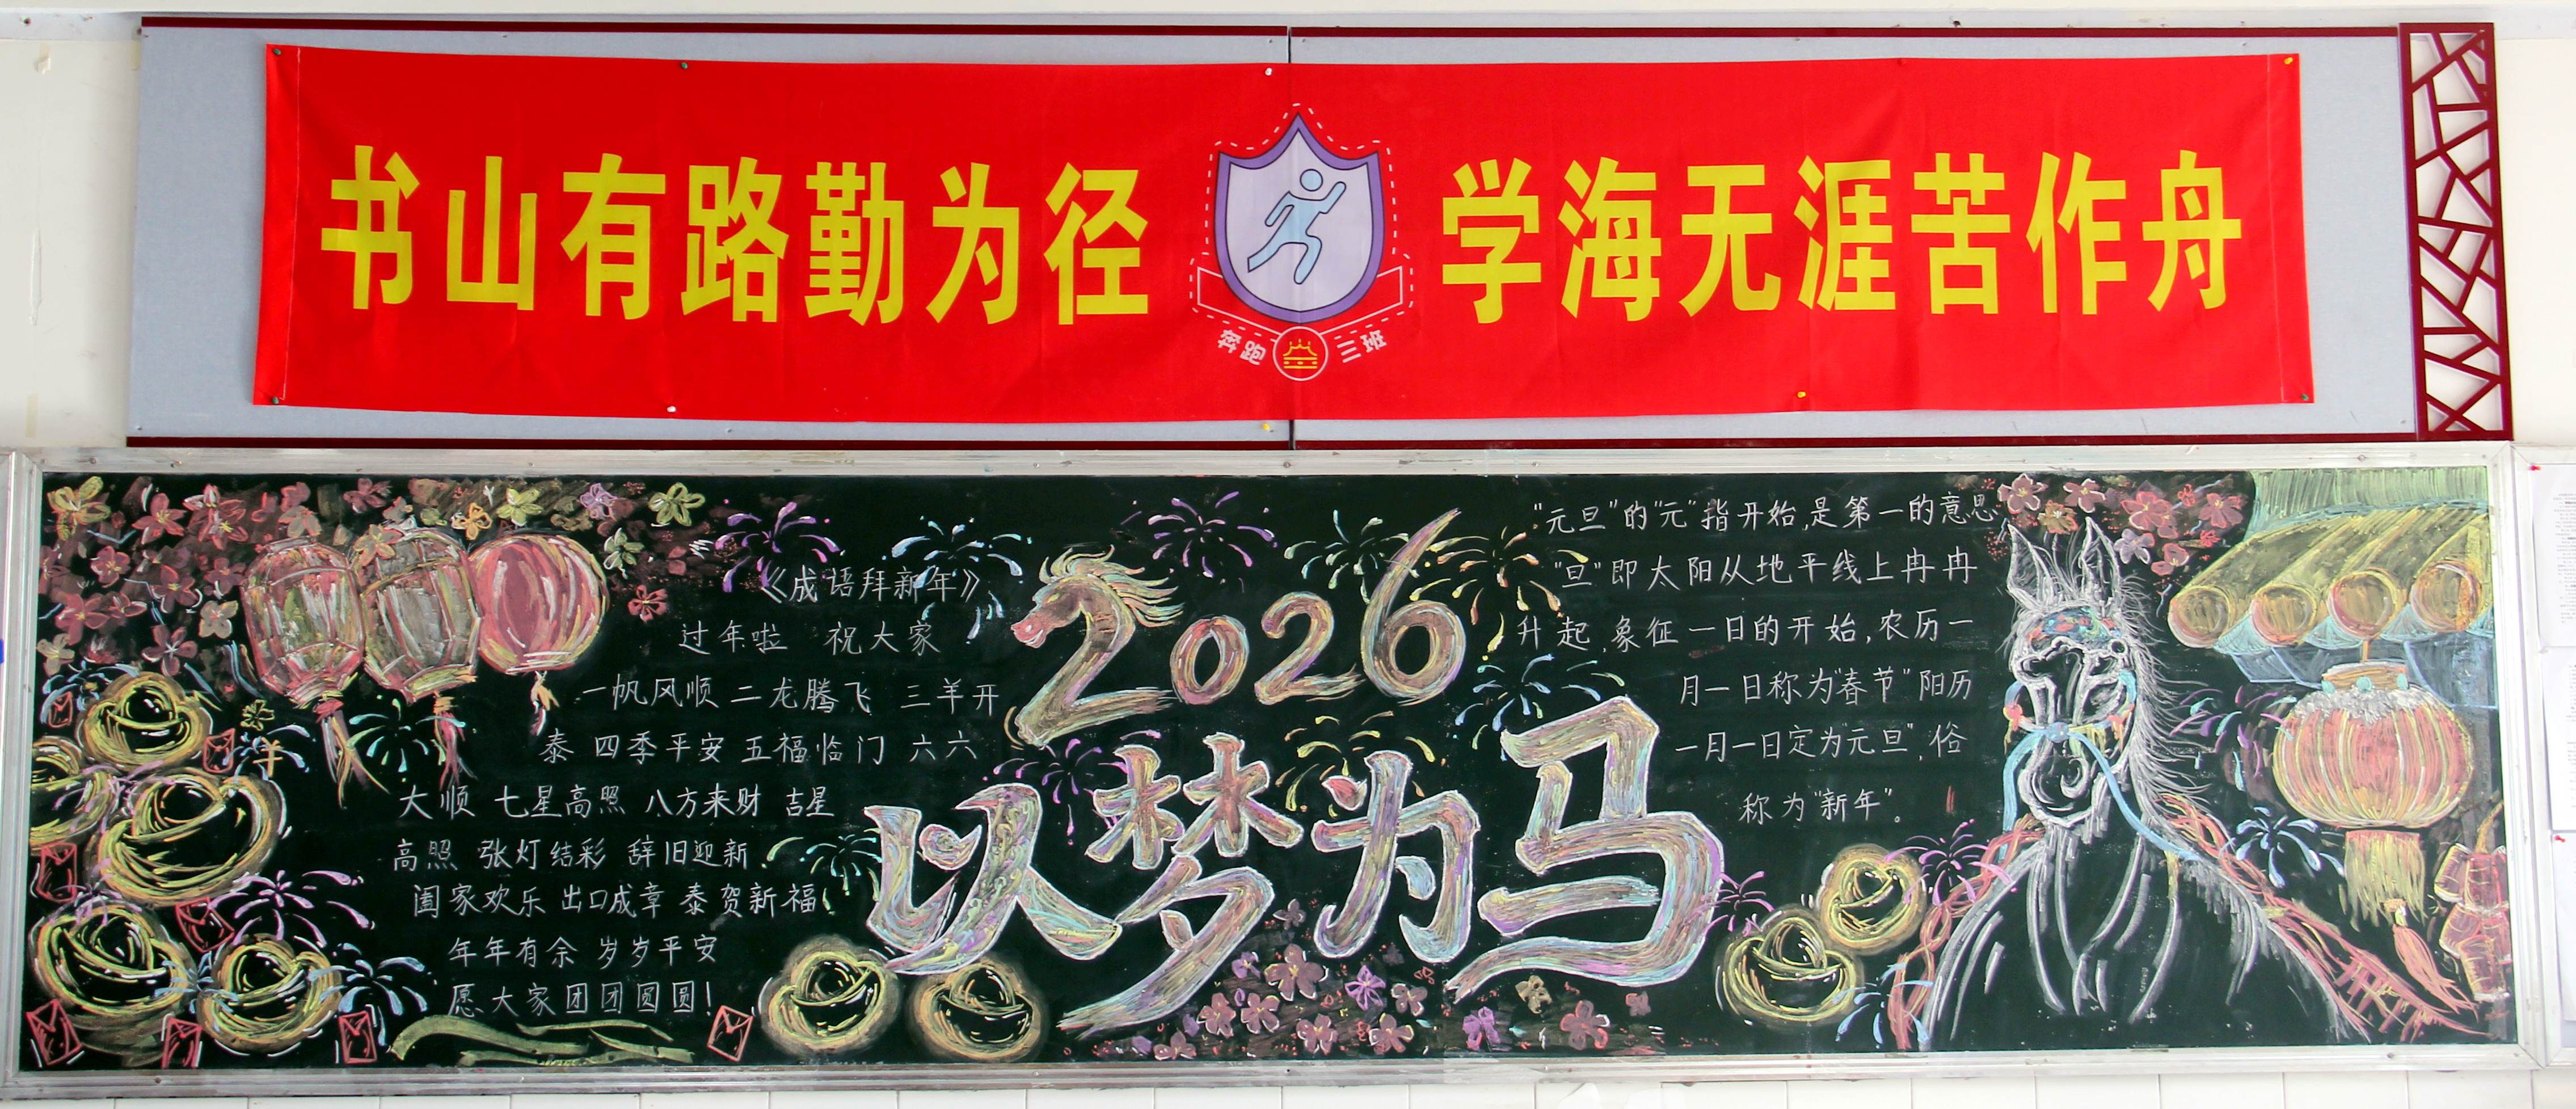 书山有路勤为径
学海无涯苦作舟
奔跑 三班
《成语拜新年》
过年啦 祝大家
一帆风顺 二龙腾飞 三羊开
泰 四季平安 五福临门 六六
大顺 七星高照 八方来财 吉星
高照 张灯结彩 辞旧迎新
阖家欢乐 出口成章 恭贺新福!
年年有余 岁岁平安
愿大家团团圆圆!
2026
以梦为马
"元旦"的"元"指开始,是第一的意思
"旦"即太阳从地平线上冉冉
升起,象征一日的开始,农历一
月一日称为"春节"阳历
一月一日定为"元旦",俗
称为"新年"。